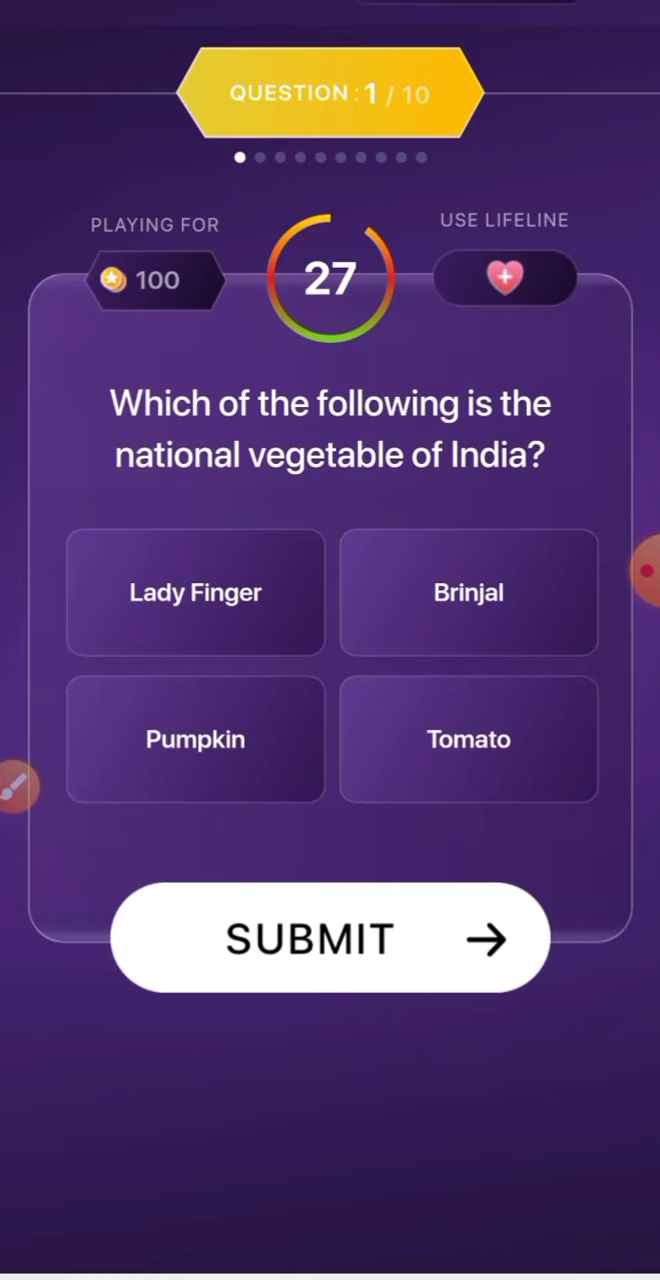 QUESTION : 1 / 10
PLAYING FOR
USE LIFELINE
100
27
Which of the following is the
national vegetable of India?
Lady Finger
Brinjal
Pumpkin
Tomato
SUBMIT